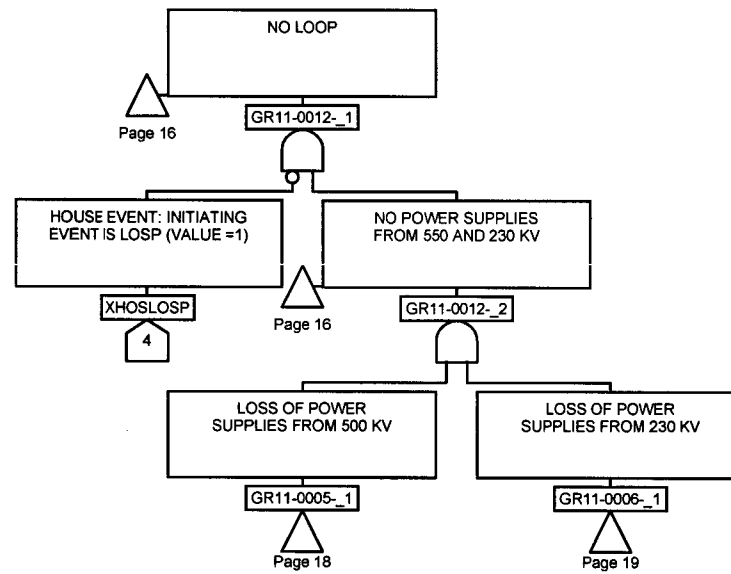 NO LOOP
Page 16
GR11-0012-_1
HOUSE EVENT: INITIATING
EVENT IS LOSP (VALUE =1)
NO POWER SUPPLIES
FROM 550 AND 230 KV
XHOSLOSP
4
Page 16
GR11-0012-_2
LOSS OF POWER
SUPPLIES FROM 500 KV
LOSS OF POWER
SUPPLIES FROM 230 KV
GR11-0005-_1
GR11-0006-_1
Page 18
Page 19